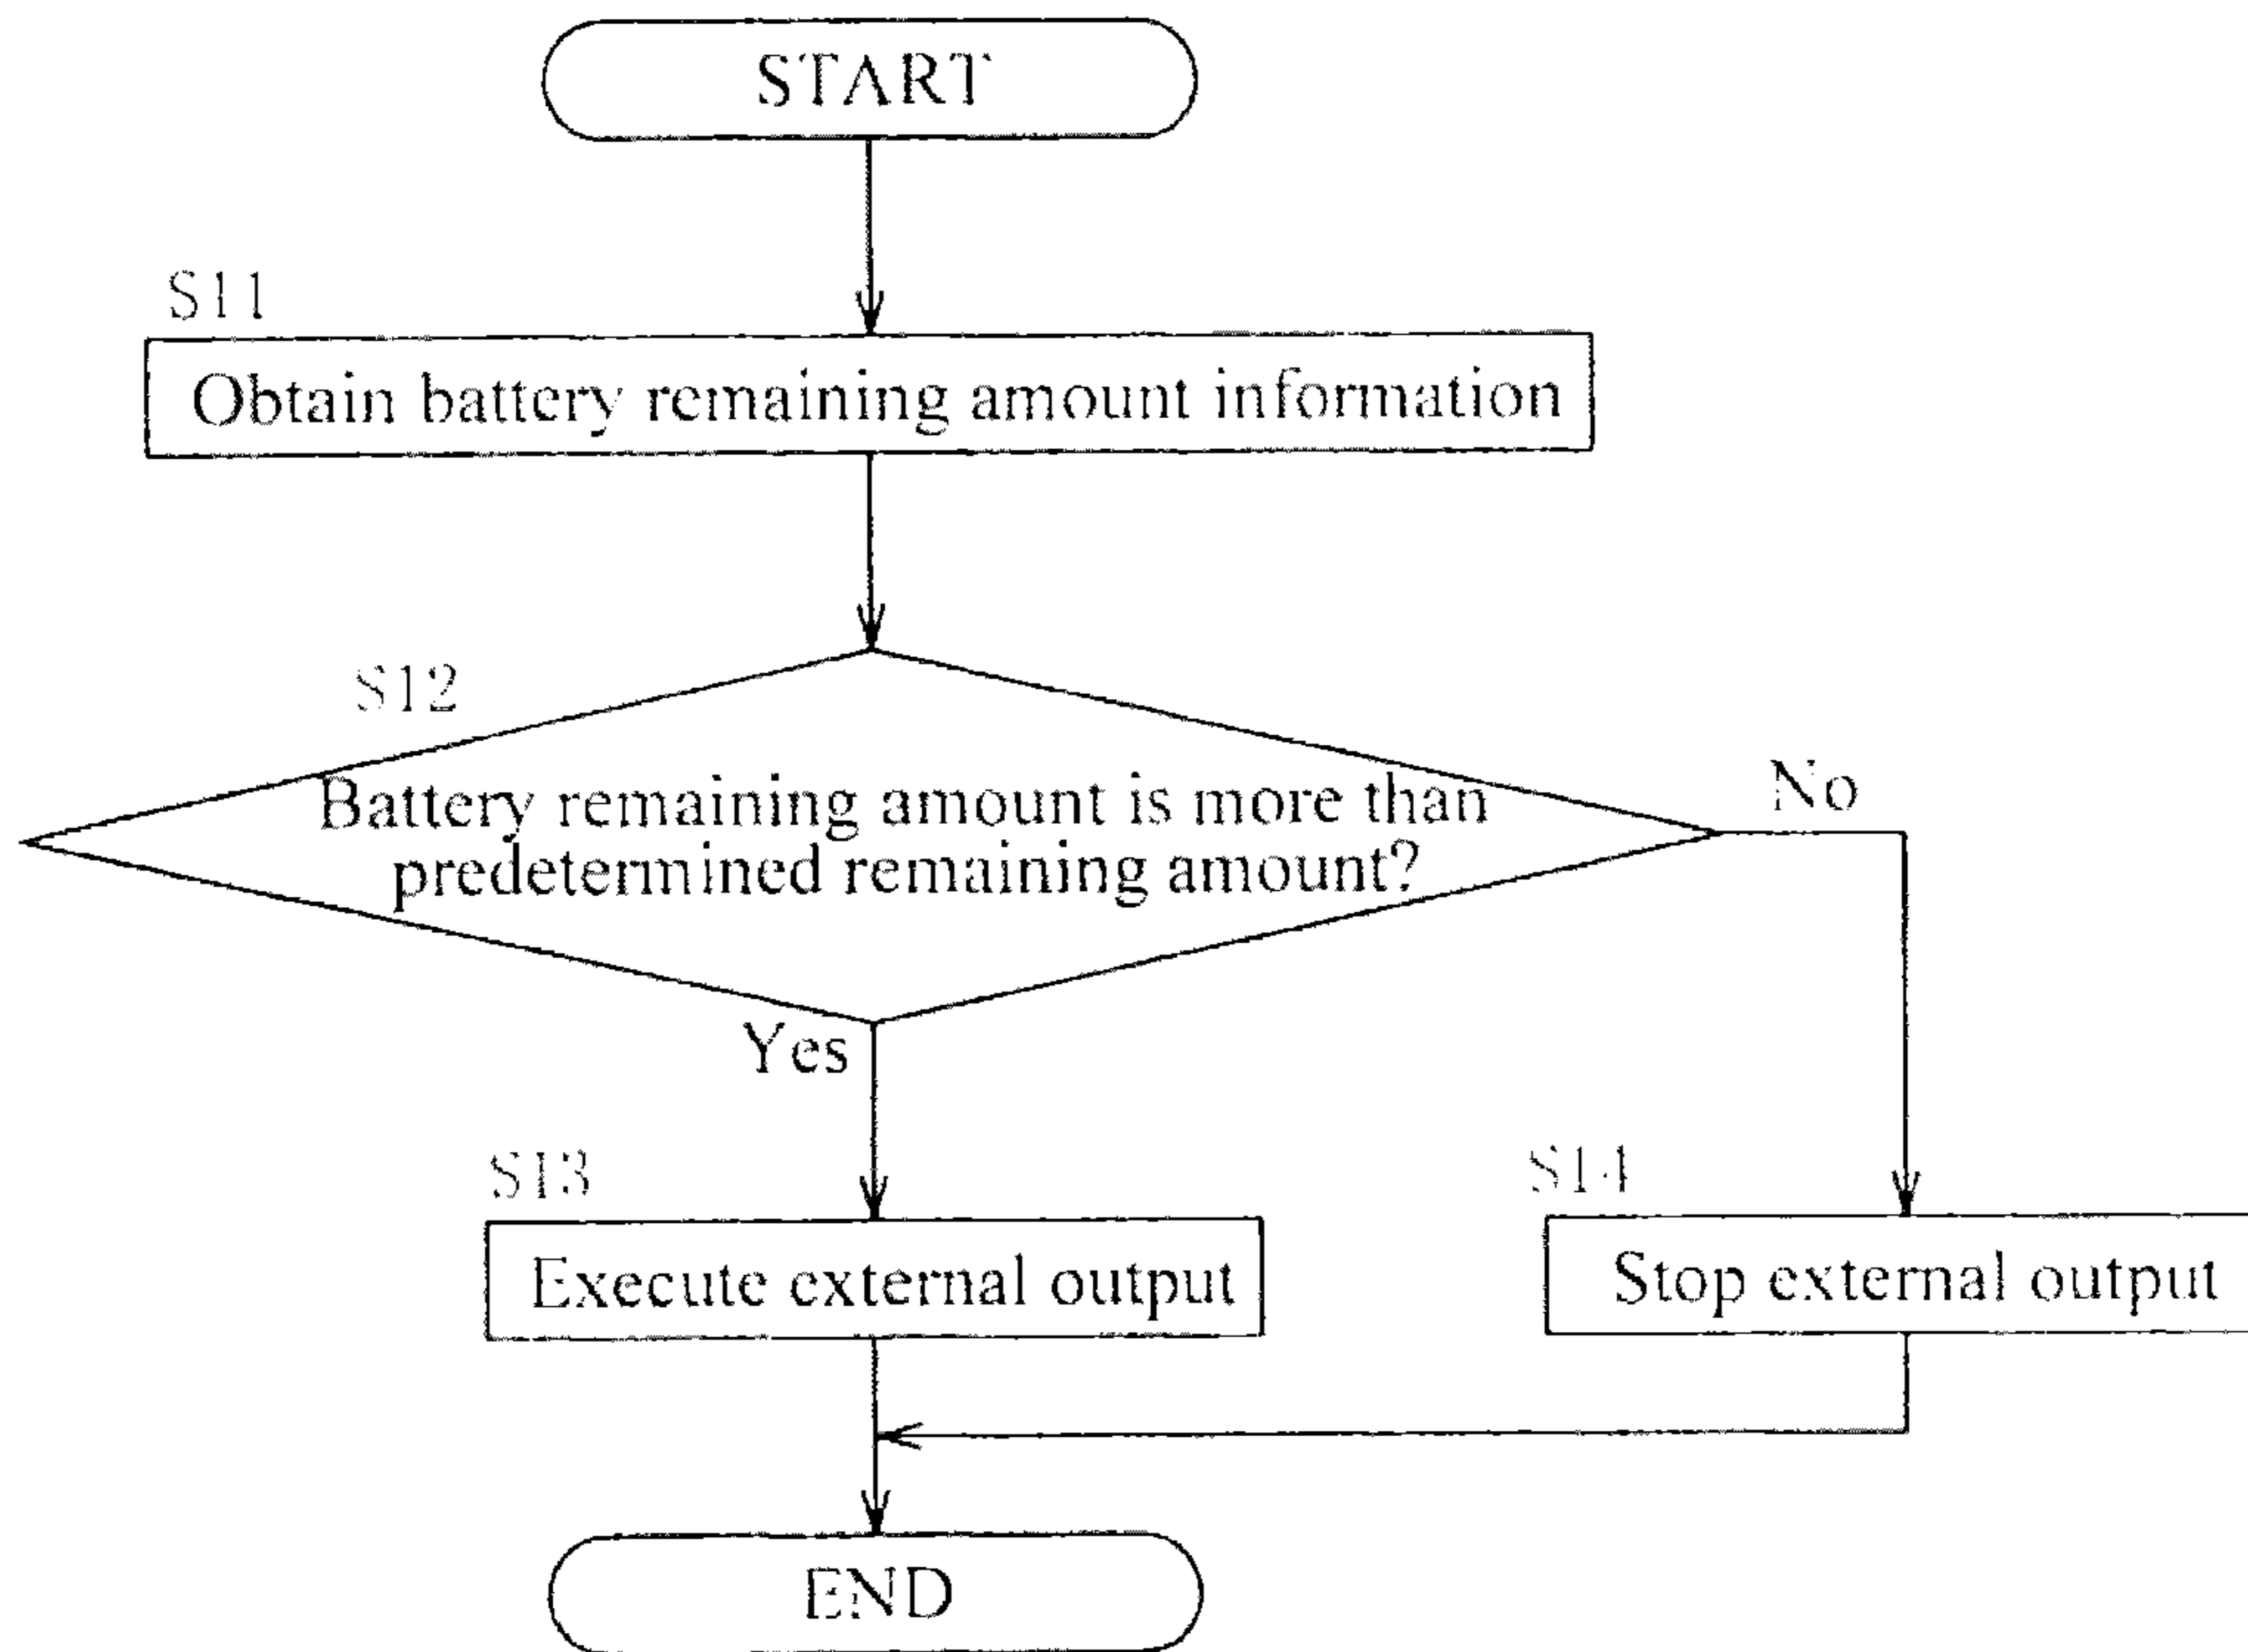 START
S11
Obtain battery remaining amount information
S12
Battery remaining amount is more than
predetermined remaining amount?
No
Yes
S13
S14
Execute external output
Stop external output
END